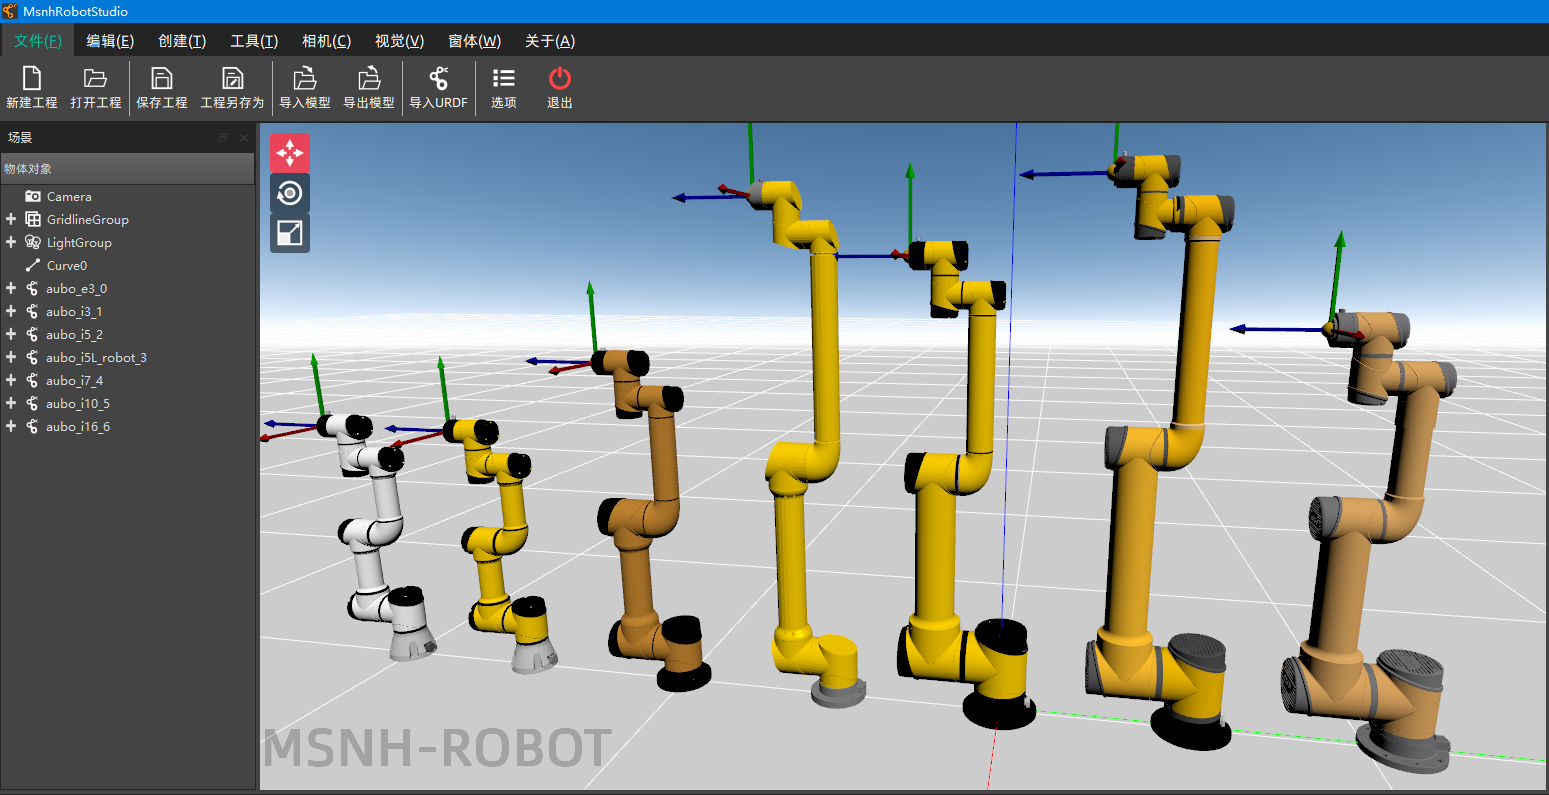 MsnhRobotStudio
文件(F) 编辑(E) 创建(T) 工具(T) 相机(C) 视觉(V) 窗体(W) 关于(A)
新建工程 打开工程 保存工程 工程另存为 导入模型 导出模型 导入URDF 选项 退出
场景
物体对象
Camera
GridlineGroup
LightGroup
Curve0
aubo_e3_0
aubo_i3_1
aubo_i5_2
aubo_i5L_robot_3
aubo_i7_4
aubo_i10_5
aubo_i16_6
MSNH-ROBOT